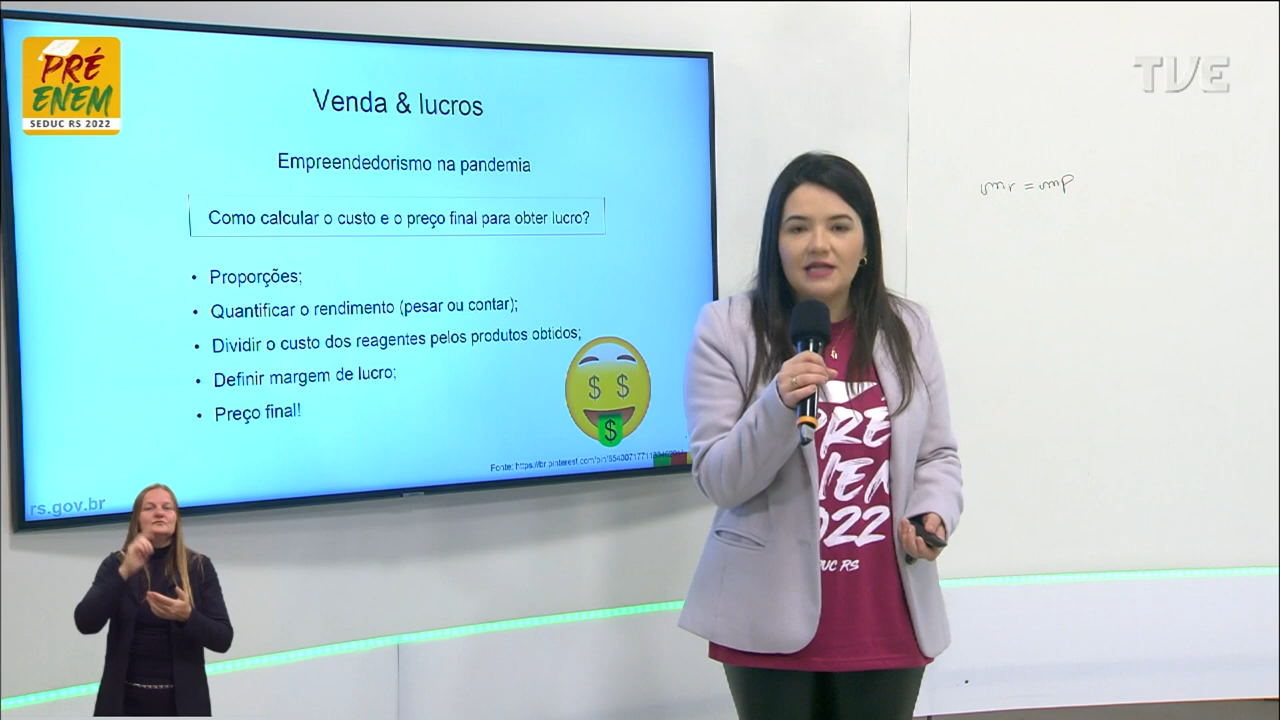 PRÉ
ENEM
SEDUC RS 2022
TVE
Venda & lucros
Empreendedorismo na pandemia
Como calcular o custo e o preço final para obter lucro?
• Proporções;
• Quantificar o rendimento (pesar ou contar);
• Dividir o custo dos reagentes pelos produtos obtidos;
• Definir margem de lucro;
• Preço final!
rs.gov.br
mr = mp
PRÉ
ENEM
2022
SEDUC RS